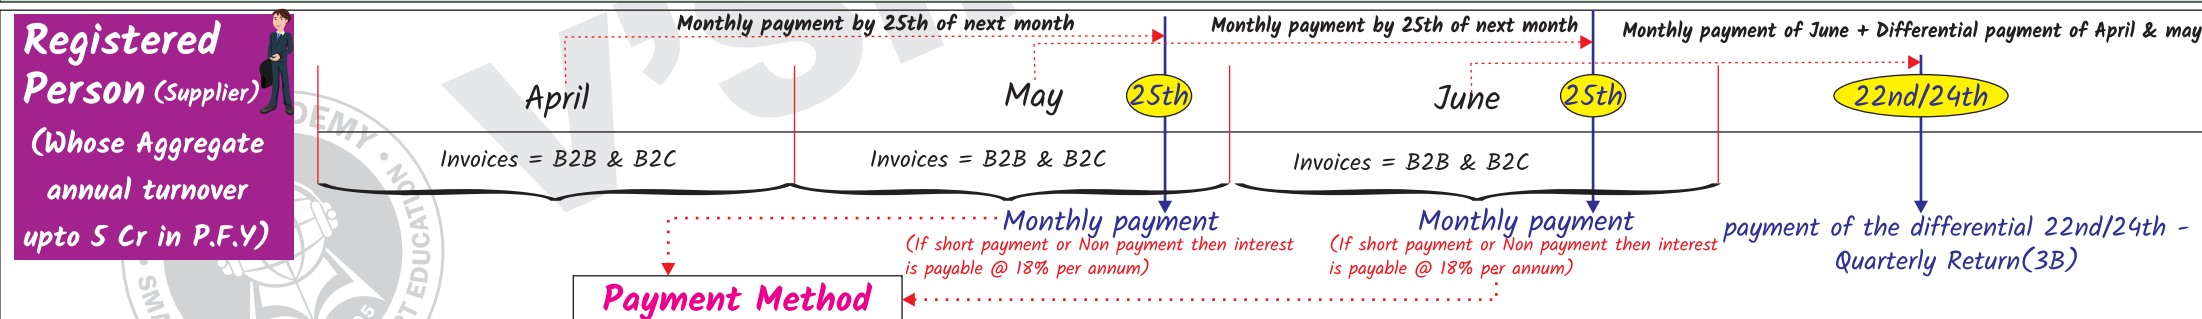 Registered
Person (Supplier)
(Whose Aggregate
annual turnover
upto 5 Cr in P.F.Y)
Monthly payment by 25th of next month
Monthly payment by 25th of next month
Monthly payment of June + Differential payment of April & may
April
May
25th
June
25th
22nd/24th
Invoices = B2B & B2C
Invoices = B2B & B2C
Invoices = B2B & B2C
Monthly payment
(If short payment or Non payment then interest
is payable @ 18% per annum)
Monthly payment
(If short payment or Non payment then interest
is payable @ 18% per annum)
payment of the differential 22nd/24th -
Quarterly Return(3B)
Payment Method
V'S